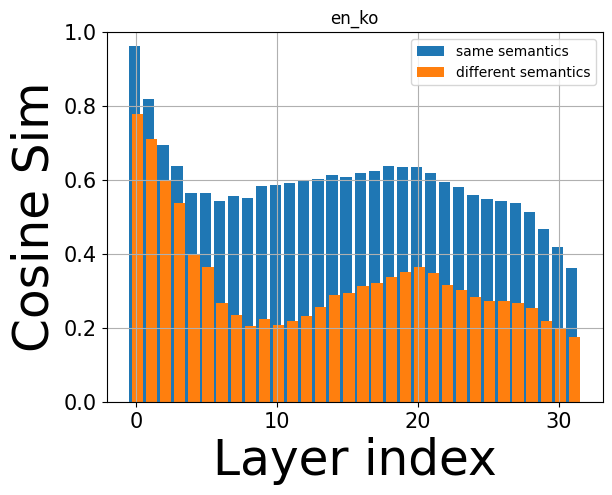 en_ko
same semantics
different semantics
1.0
0.8
0.6
0.4
0.2
0.0
Cosine Sim
0 10 20 30
Layer index